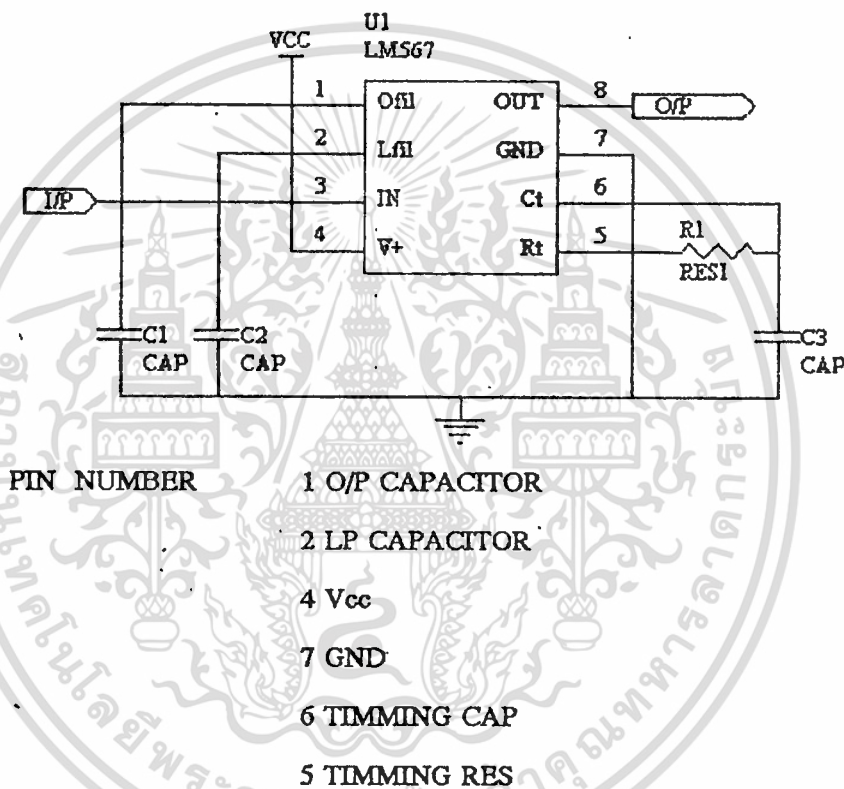 U1
VCC
LM567
1 Ofil OUT 8 O/P
2 Lfil GND 7
I/P 3 IN Ct 6
4 V+ Rt 5 R1
RES1
C1 C2 C3
CAP CAP CAP
PIN NUMBER 1 O/P CAPACITOR
2 LP CAPACITOR
4 Vcc
7 GND
6 TIMMING CAP
5 TIMMING RES